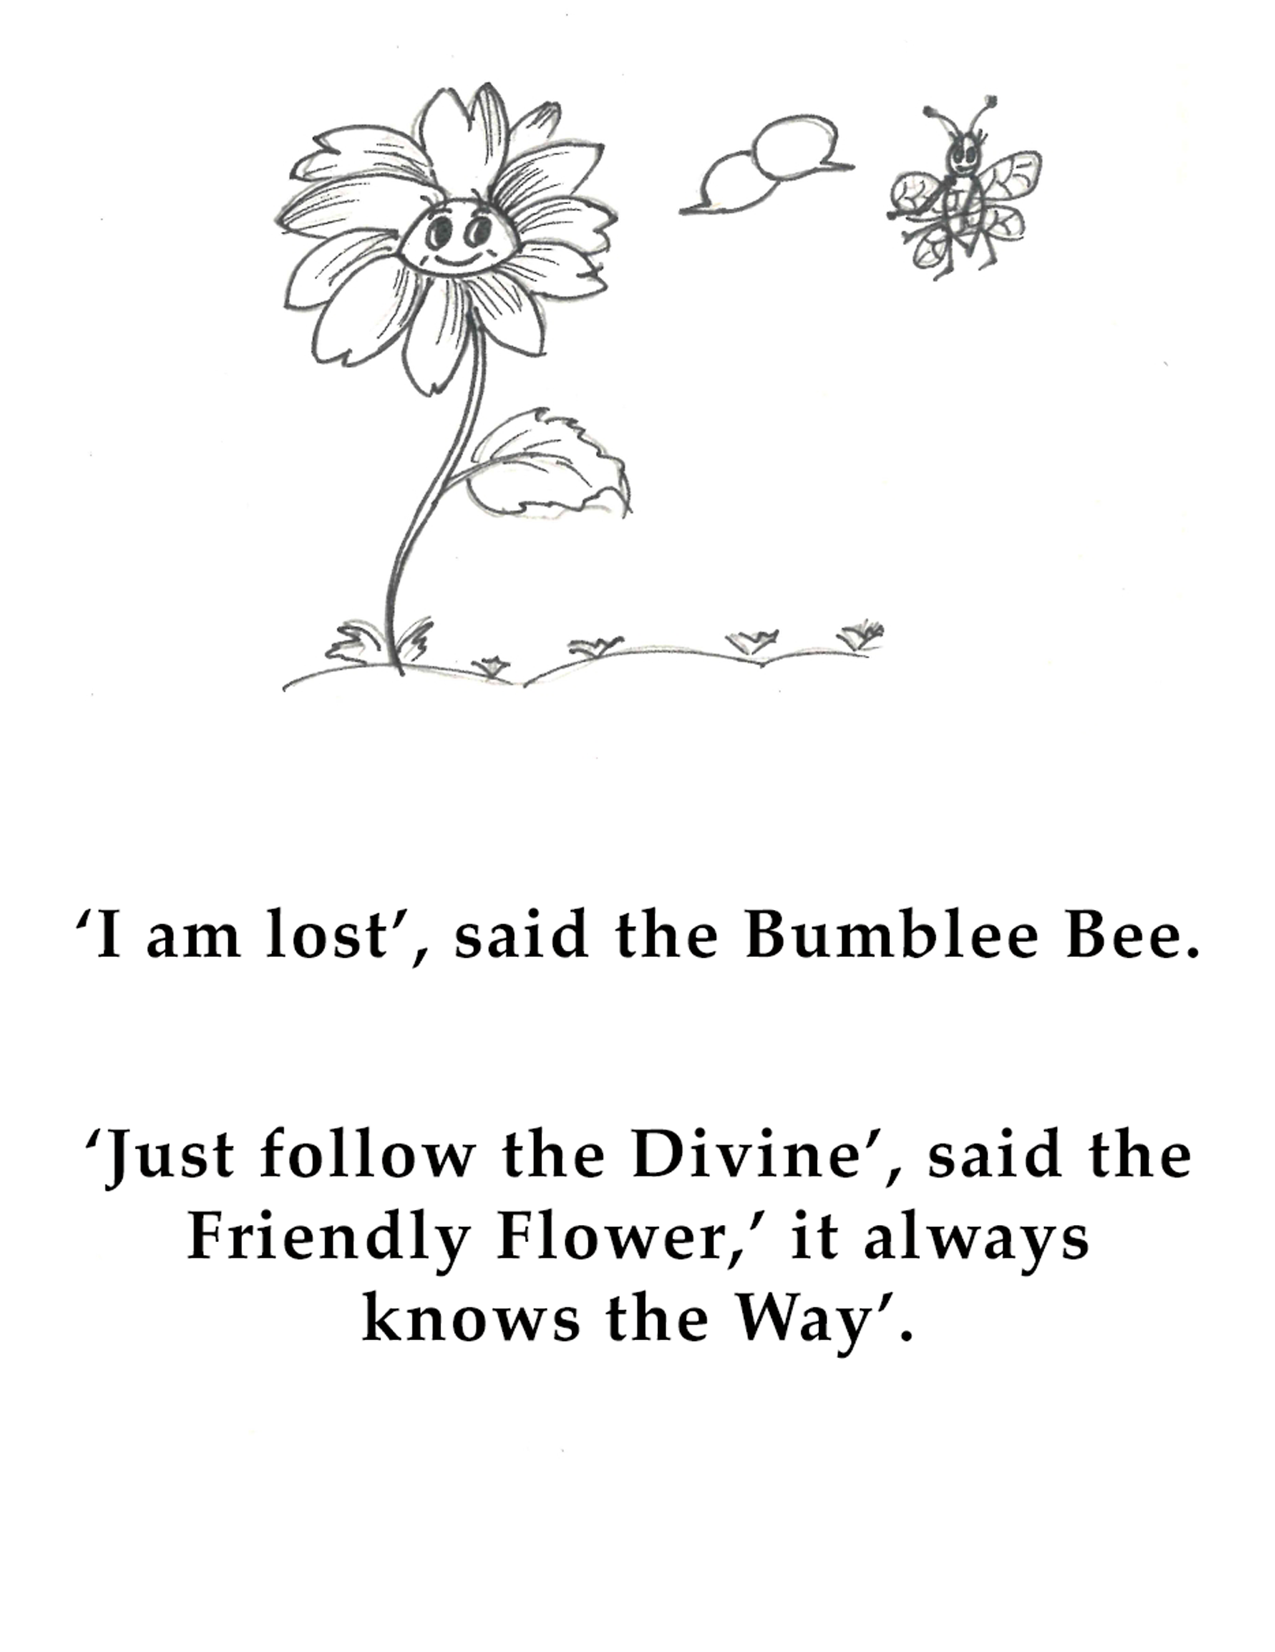 ‘I am lost’, said the Bumblee Bee.
‘Just follow the Divine’, said the
Friendly Flower,’ it always
knows the Way’.